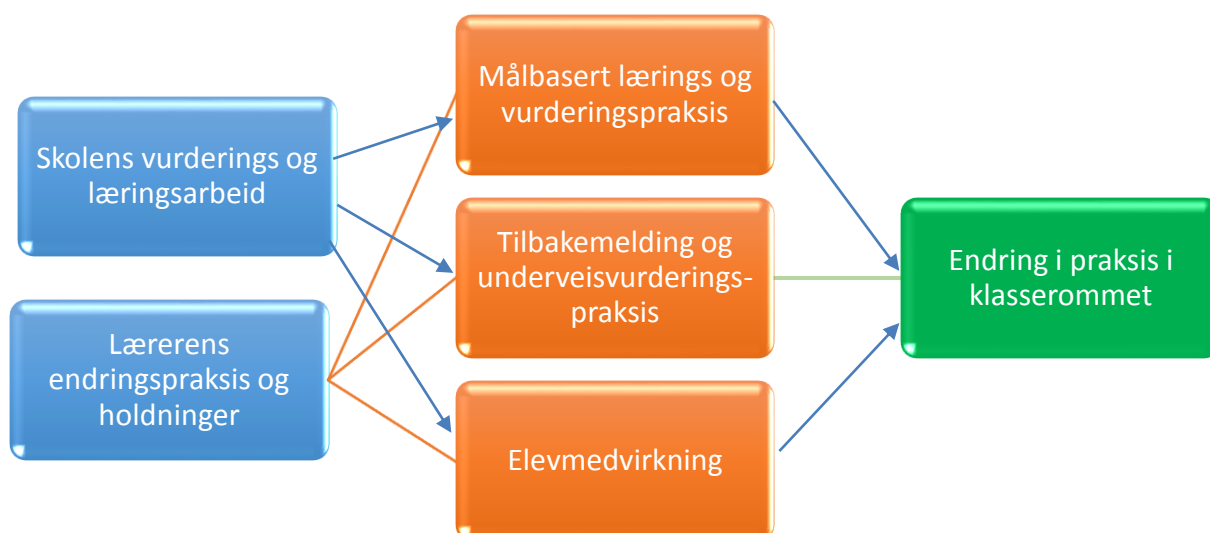 Skolens vurderings og
læringsarbeid
Lærerens
endringspraksis og
holdninger
Målbasert lærings og
vurderingspraksis
Tilbakemelding og
underveisvurderings-
praksis
Elevmedvirkning
Endring i praksis i
klasserommet